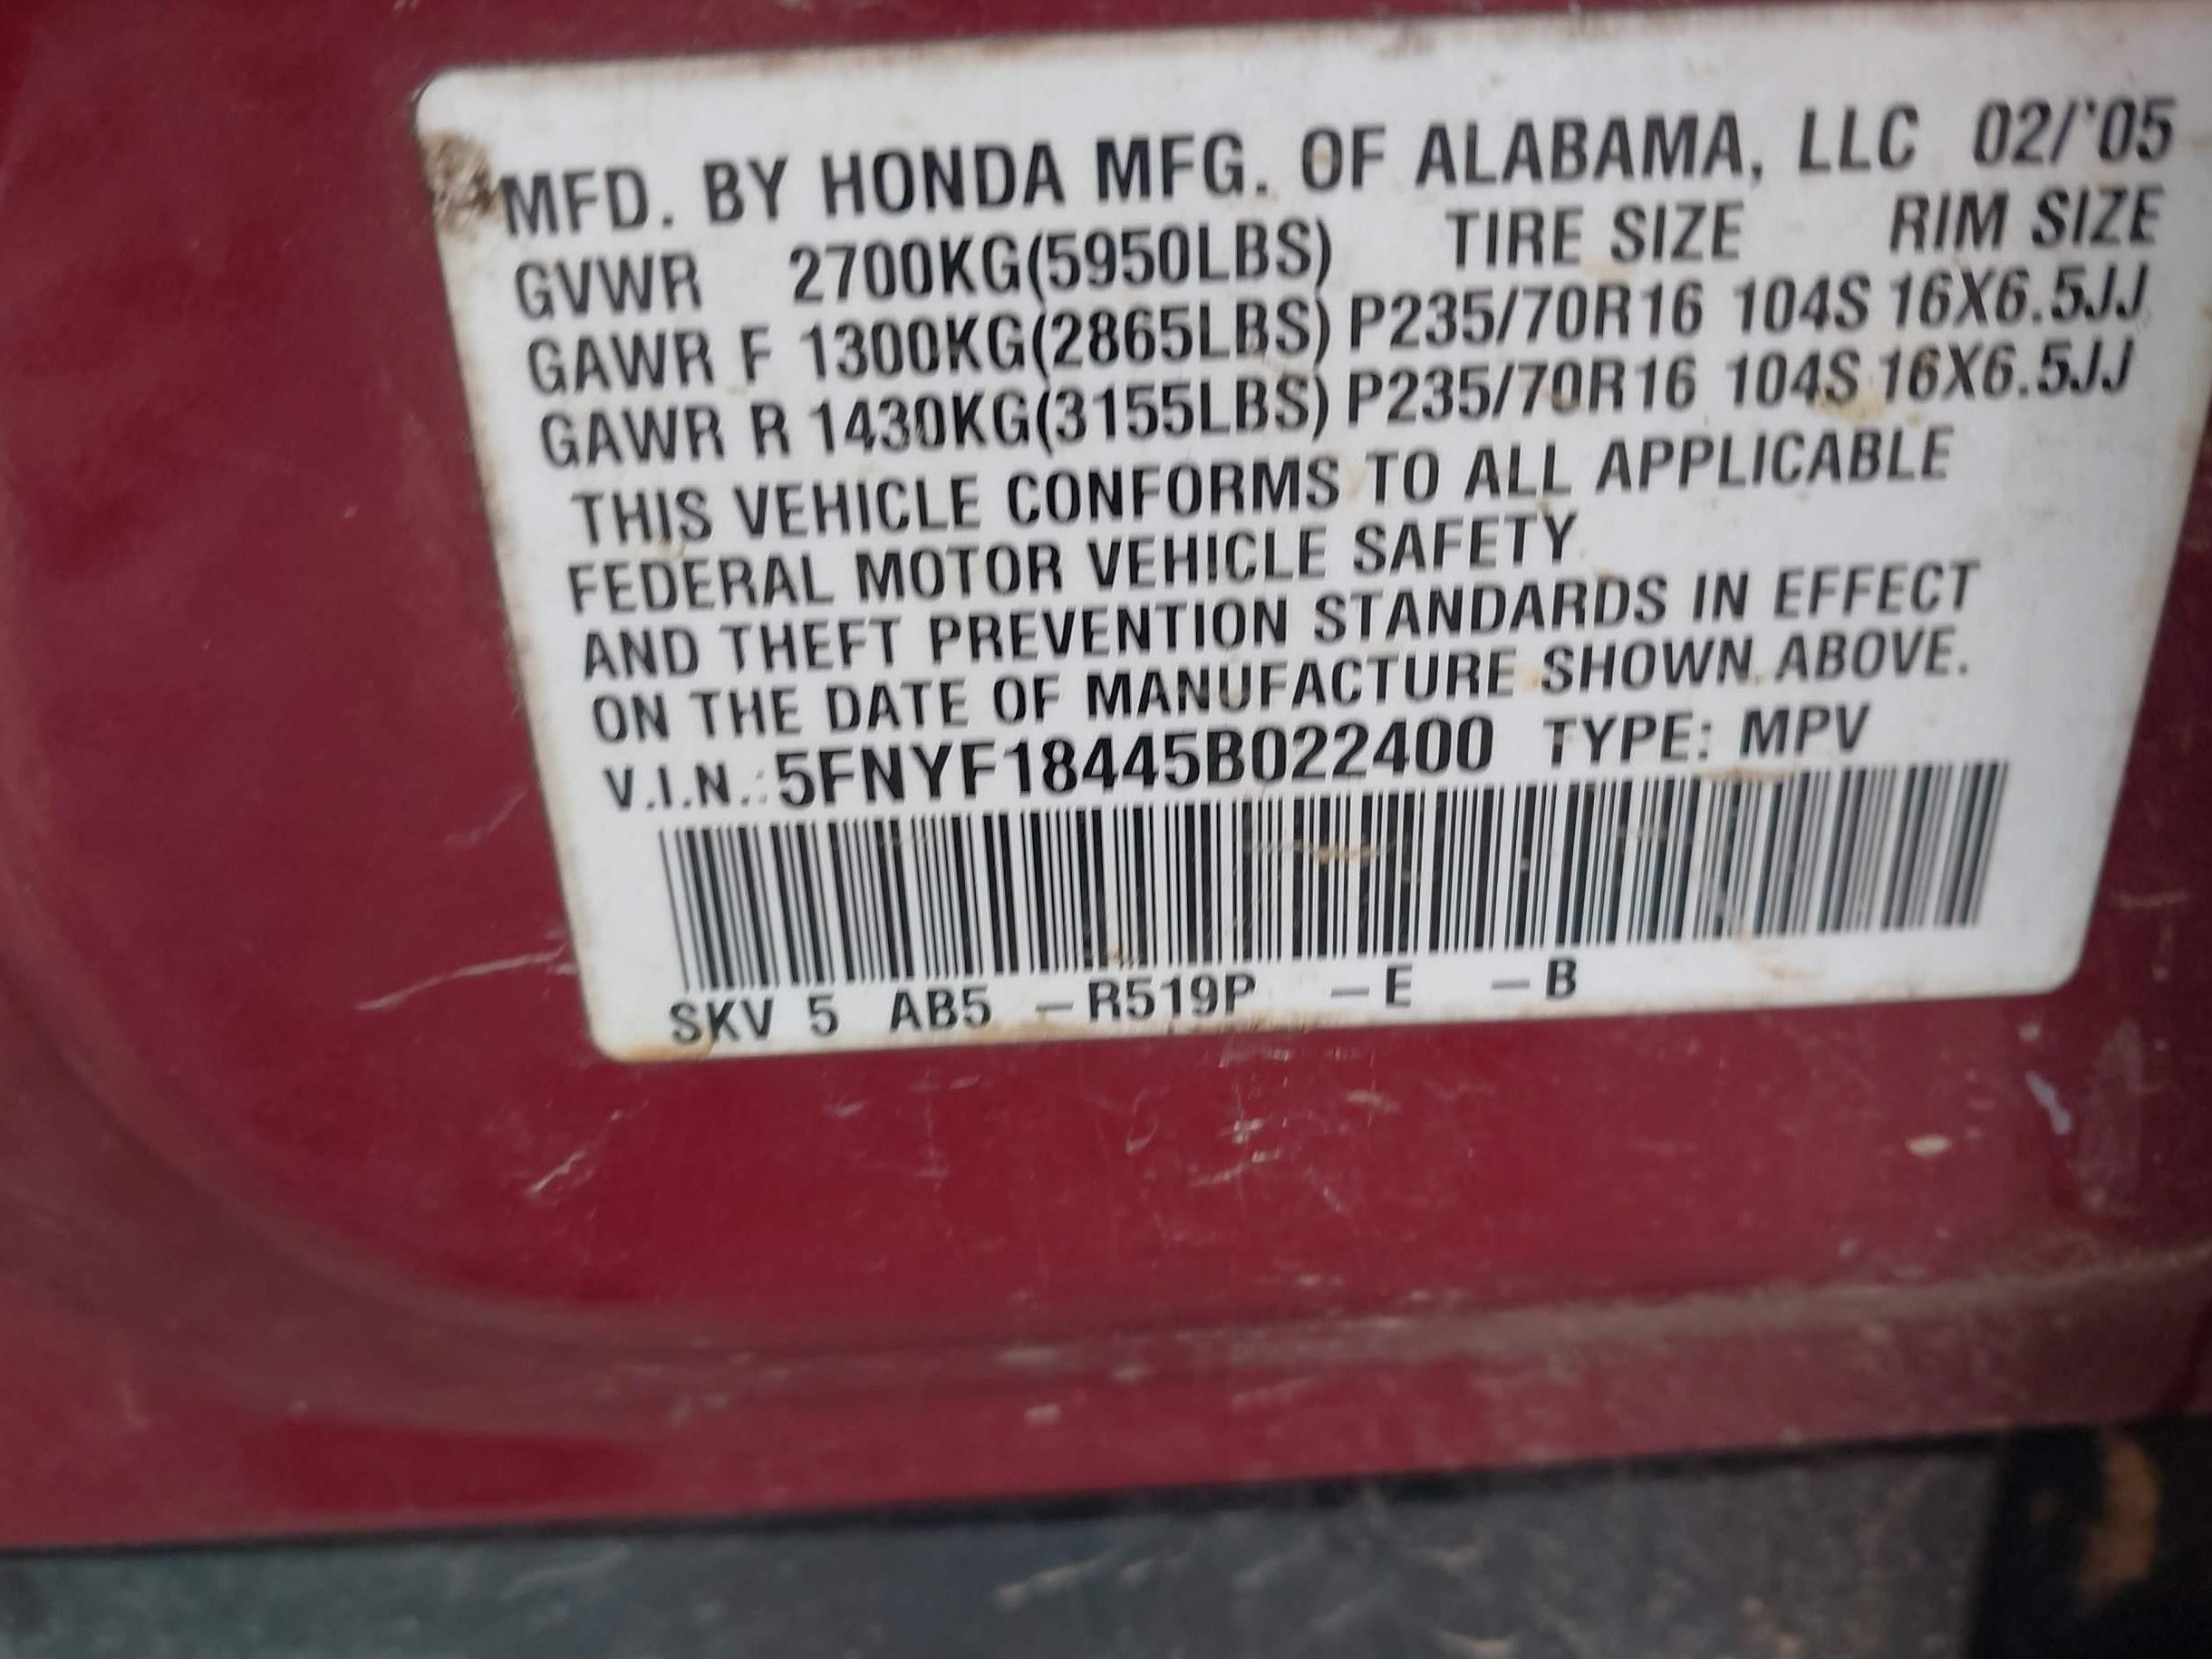 MFD. BY HONDA MFG. OF ALABAMA, LLC 02/'05
GVWR 2700KG(5950LBS) TIRE SIZE RIM SIZE
GAWR F 1300KG(2865LBS) P235/70R16 104S 16X6.5JJ
GAWR R 1430KG(3155LBS) P235/70R16 104S 16X6.5JJ
THIS VEHICLE CONFORMS TO ALL APPLICABLE
FEDERAL MOTOR VEHICLE SAFETY
AND THEFT PREVENTION STANDARDS IN EFFECT
ON THE DATE OF MANUFACTURE SHOWN ABOVE.
V.I.N.: 5FNYF18445B022400 TYPE: MPV
SKV 5 AB5 -R519P -E -B